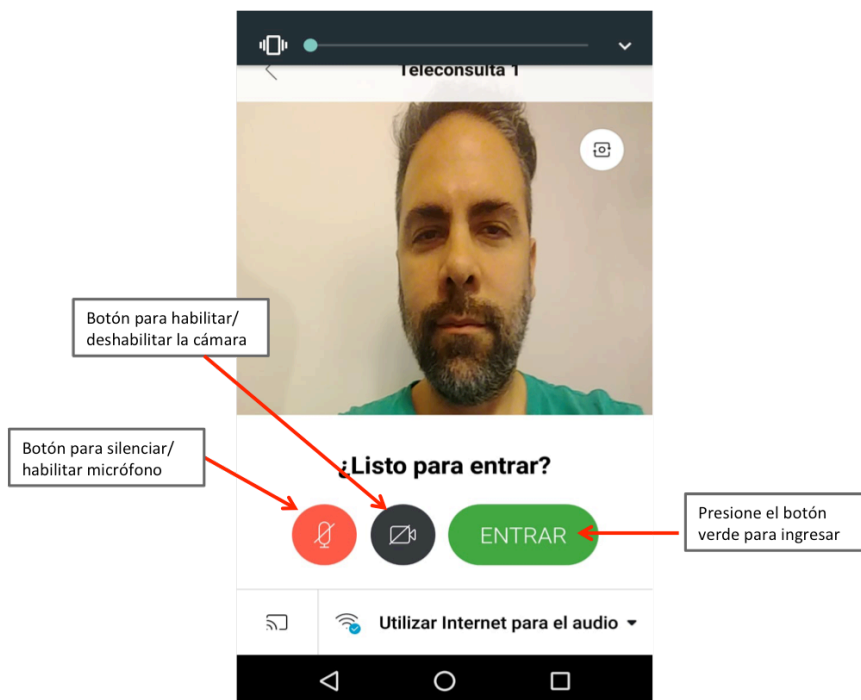 Teleconsulta 1
Botón para habilitar/
deshabilitar la cámara
Botón para silenciar/
habilitar micrófono
¿Listo para entrar?
ENTRAR
Presione el botón
verde para ingresar
Utilizar Internet para el audio